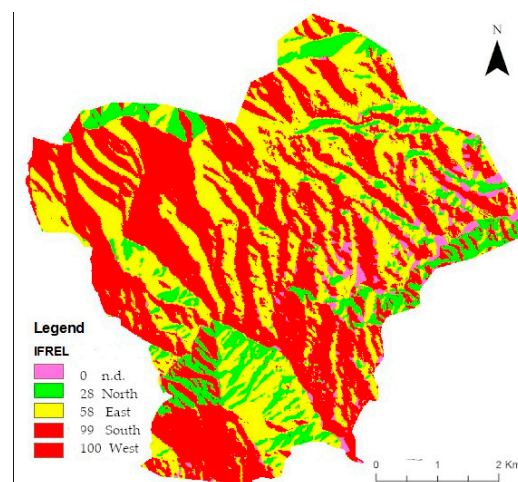 N
Legend
IFREL
0 n.d.
28 North
58 East
99 South
100 West
0 1 2 Km